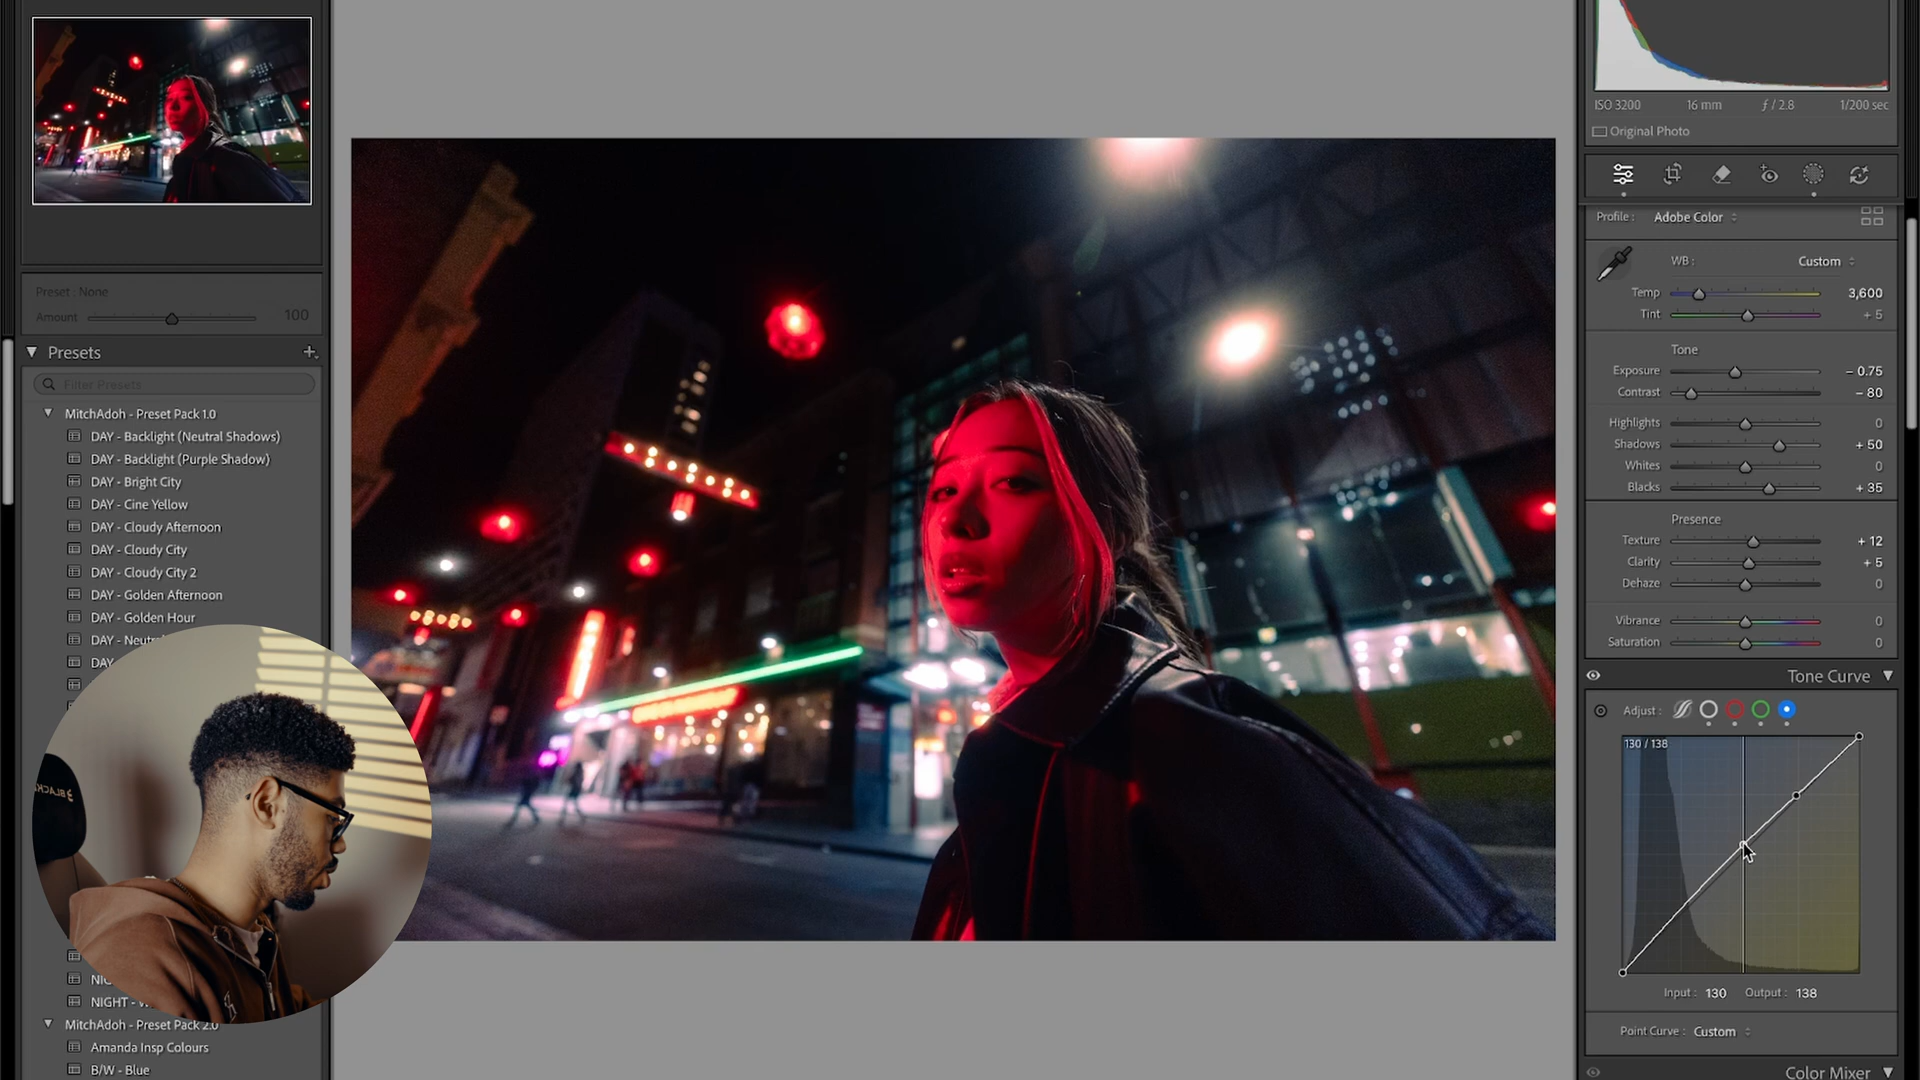 Preset : None
Amount 100
Presets
Filter Presets
MitchAdoh - Preset Pack 1.0
DAY - Backlight (Neutral Shadows)
DAY - Backlight (Purple Shadow)
DAY - Bright City
DAY - Cine Yellow
DAY - Cloudy Afternoon
DAY - Cloudy City
DAY - Cloudy City 2
DAY - Golden Afternoon
DAY - Golden Hour
DAY - Neutr
DAY
NIG
NIGHT -
MitchAdoh - Preset Pack 2.0
Amanda Insp Colours
B/W - Blue
ISO 3200 16 mm ƒ / 2.8 1/200 sec
Original Photo
Profile : Adobe Color
WB : Custom
Temp 3,600
Tint + 5
Tone
Exposure – 0.75
Contrast – 80
Highlights 0
Shadows + 50
Whites 0
Blacks + 35
Presence
Texture + 12
Clarity + 5
Dehaze 0
Vibrance 0
Saturation 0
Tone Curve
Adjust :
130 / 138
Input : 130 Output : 138
Point Curve : Custom
Color Mixer